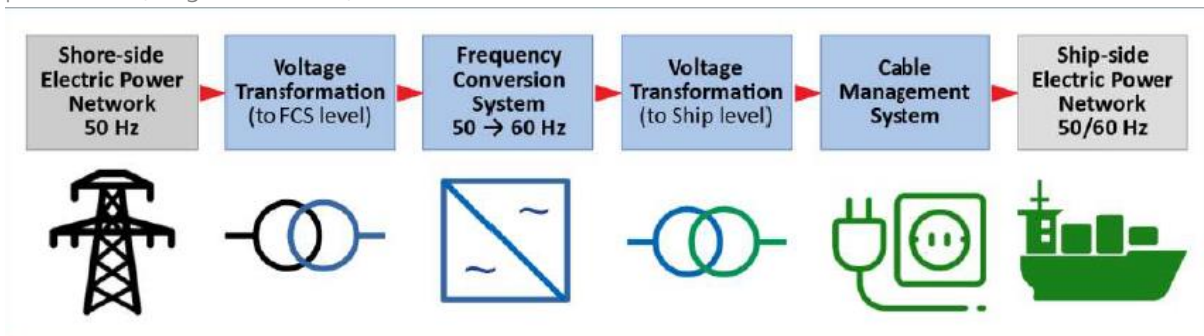 Shore-side
Electric Power
Network
50 Hz
Voltage
Transformation
(to FCS level)
Frequency
Conversion
System
50 → 60 Hz
Voltage
Transformation
(to Ship level)
Cable
Management
System
Ship-side
Electric Power
Network
50/60 Hz
~
~